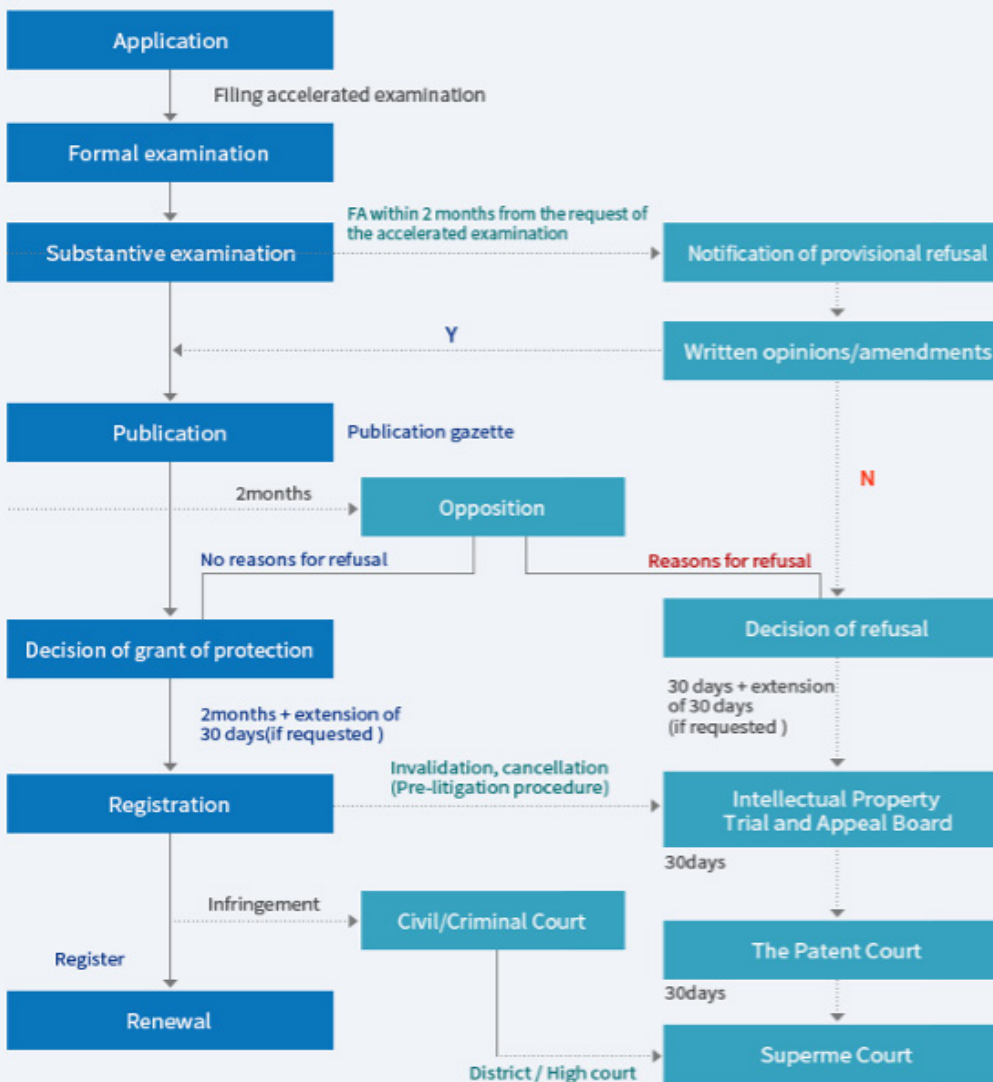 Application
Filing accelerated examination
Formal examination
FA within 2 months from the request of
the accelerated examination
Substantive examination
Notification of provisional refusal
Y
Written opinions/amendments
Publication
Publication gazette
N
2months
Opposition
No reasons for refusal
Reasons for refusal
Decision of grant of protection
Decision of refusal
2months + extension of
30 days(if requested )
30 days + extension
of 30 days
(if requested )
Invalidation, cancellation
(Pre-litigation procedure)
Registration
Intellectual Property
Trial and Appeal Board
30days
Infringement
Civil/Criminal Court
The Patent Court
Register
30days
Renewal
Superme Court
District / High court